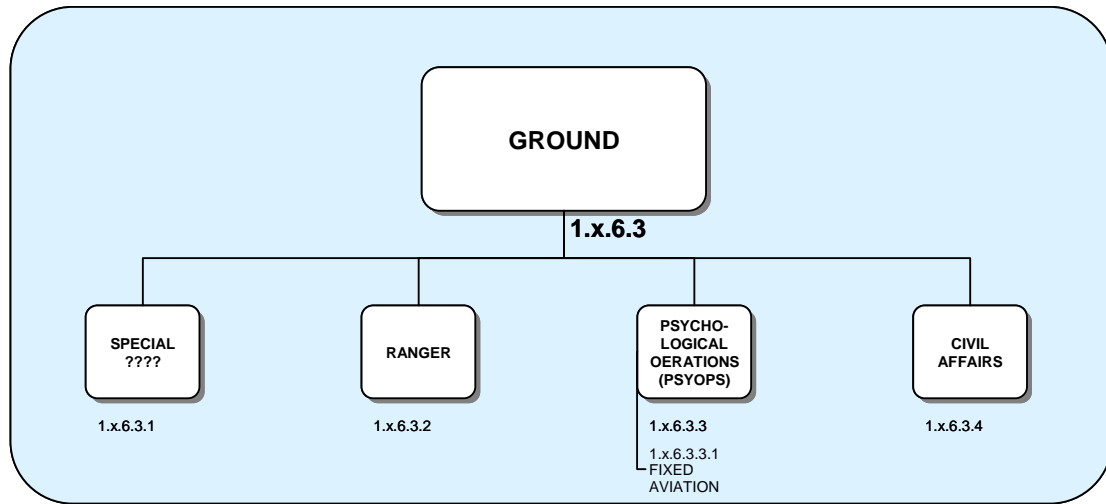 GROUND
1.x.6.3
SPECIAL
????
RANGER
PSYCHO-
LOGICAL
OERATIONS
(PSYOPS)
CIVIL
AFFAIRS
1.x.6.3.1
1.x.6.3.2
1.x.6.3.3
1.x.6.3.4
1.x.6.3.3.1
FIXED
AVIATION